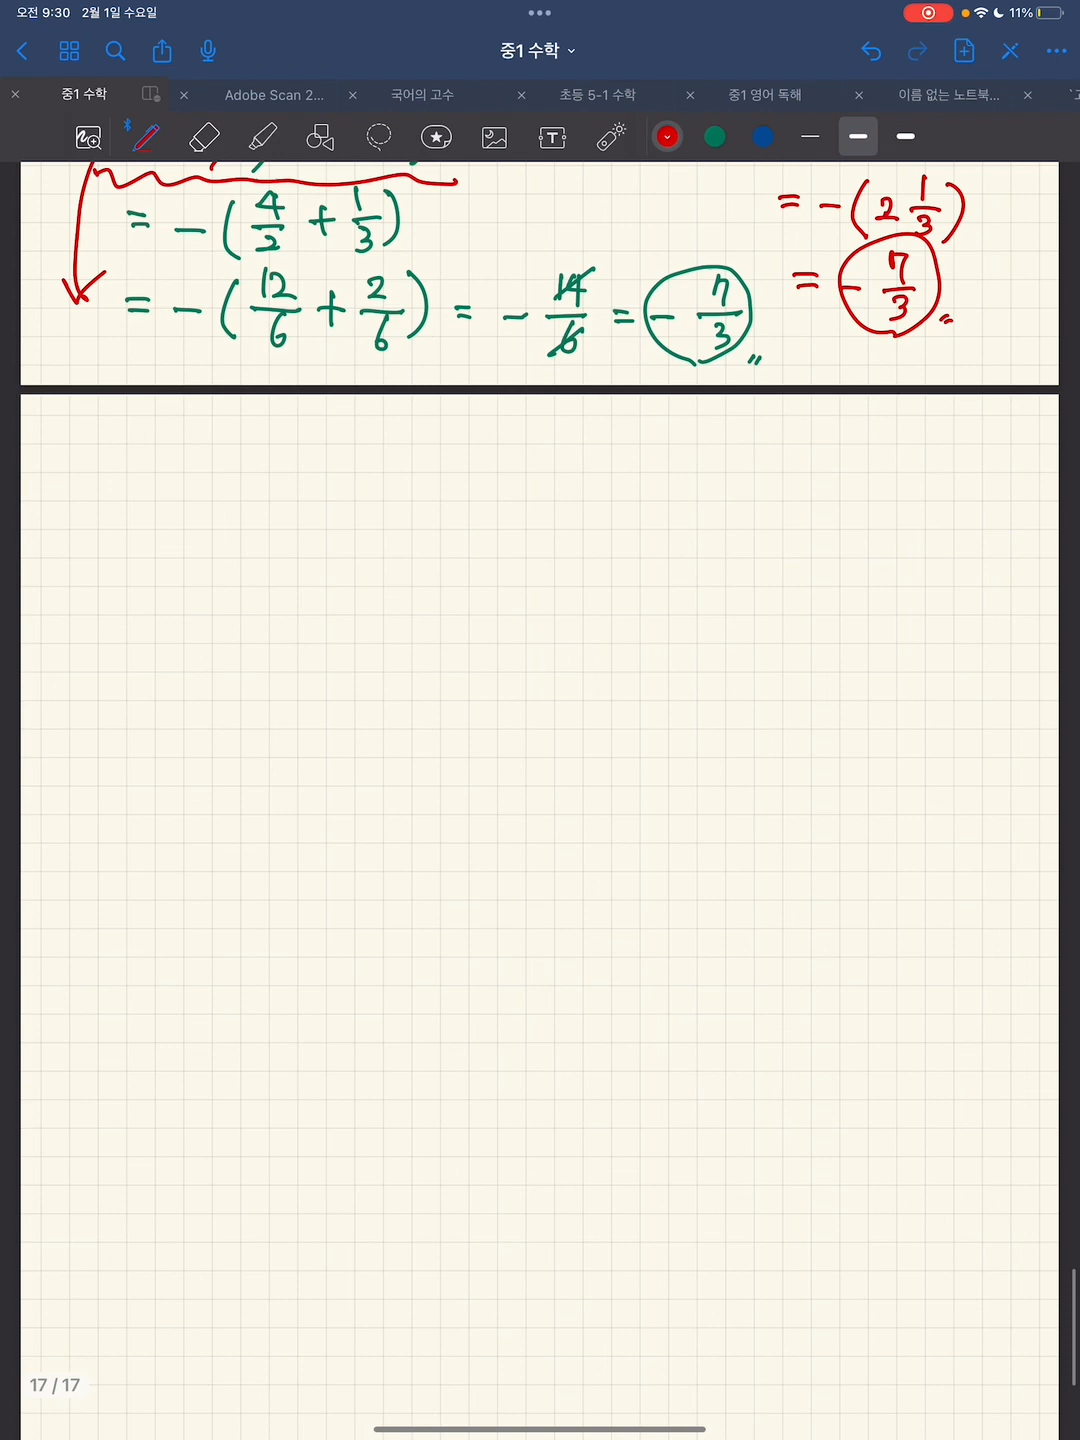 오전 9:30 2월 1일 수요일 11%
중1 수학
중1 수학 Adobe Scan 2... 국어의 고수 초등 5-1 수학 중1 영어 독해 이름 없는 노트북...
= -(4/2 + 1/3)
= -(12/6 + 2/6) = - 14/6 = - 7/3
= -(2 1/3)
= - 7/3
17 / 17